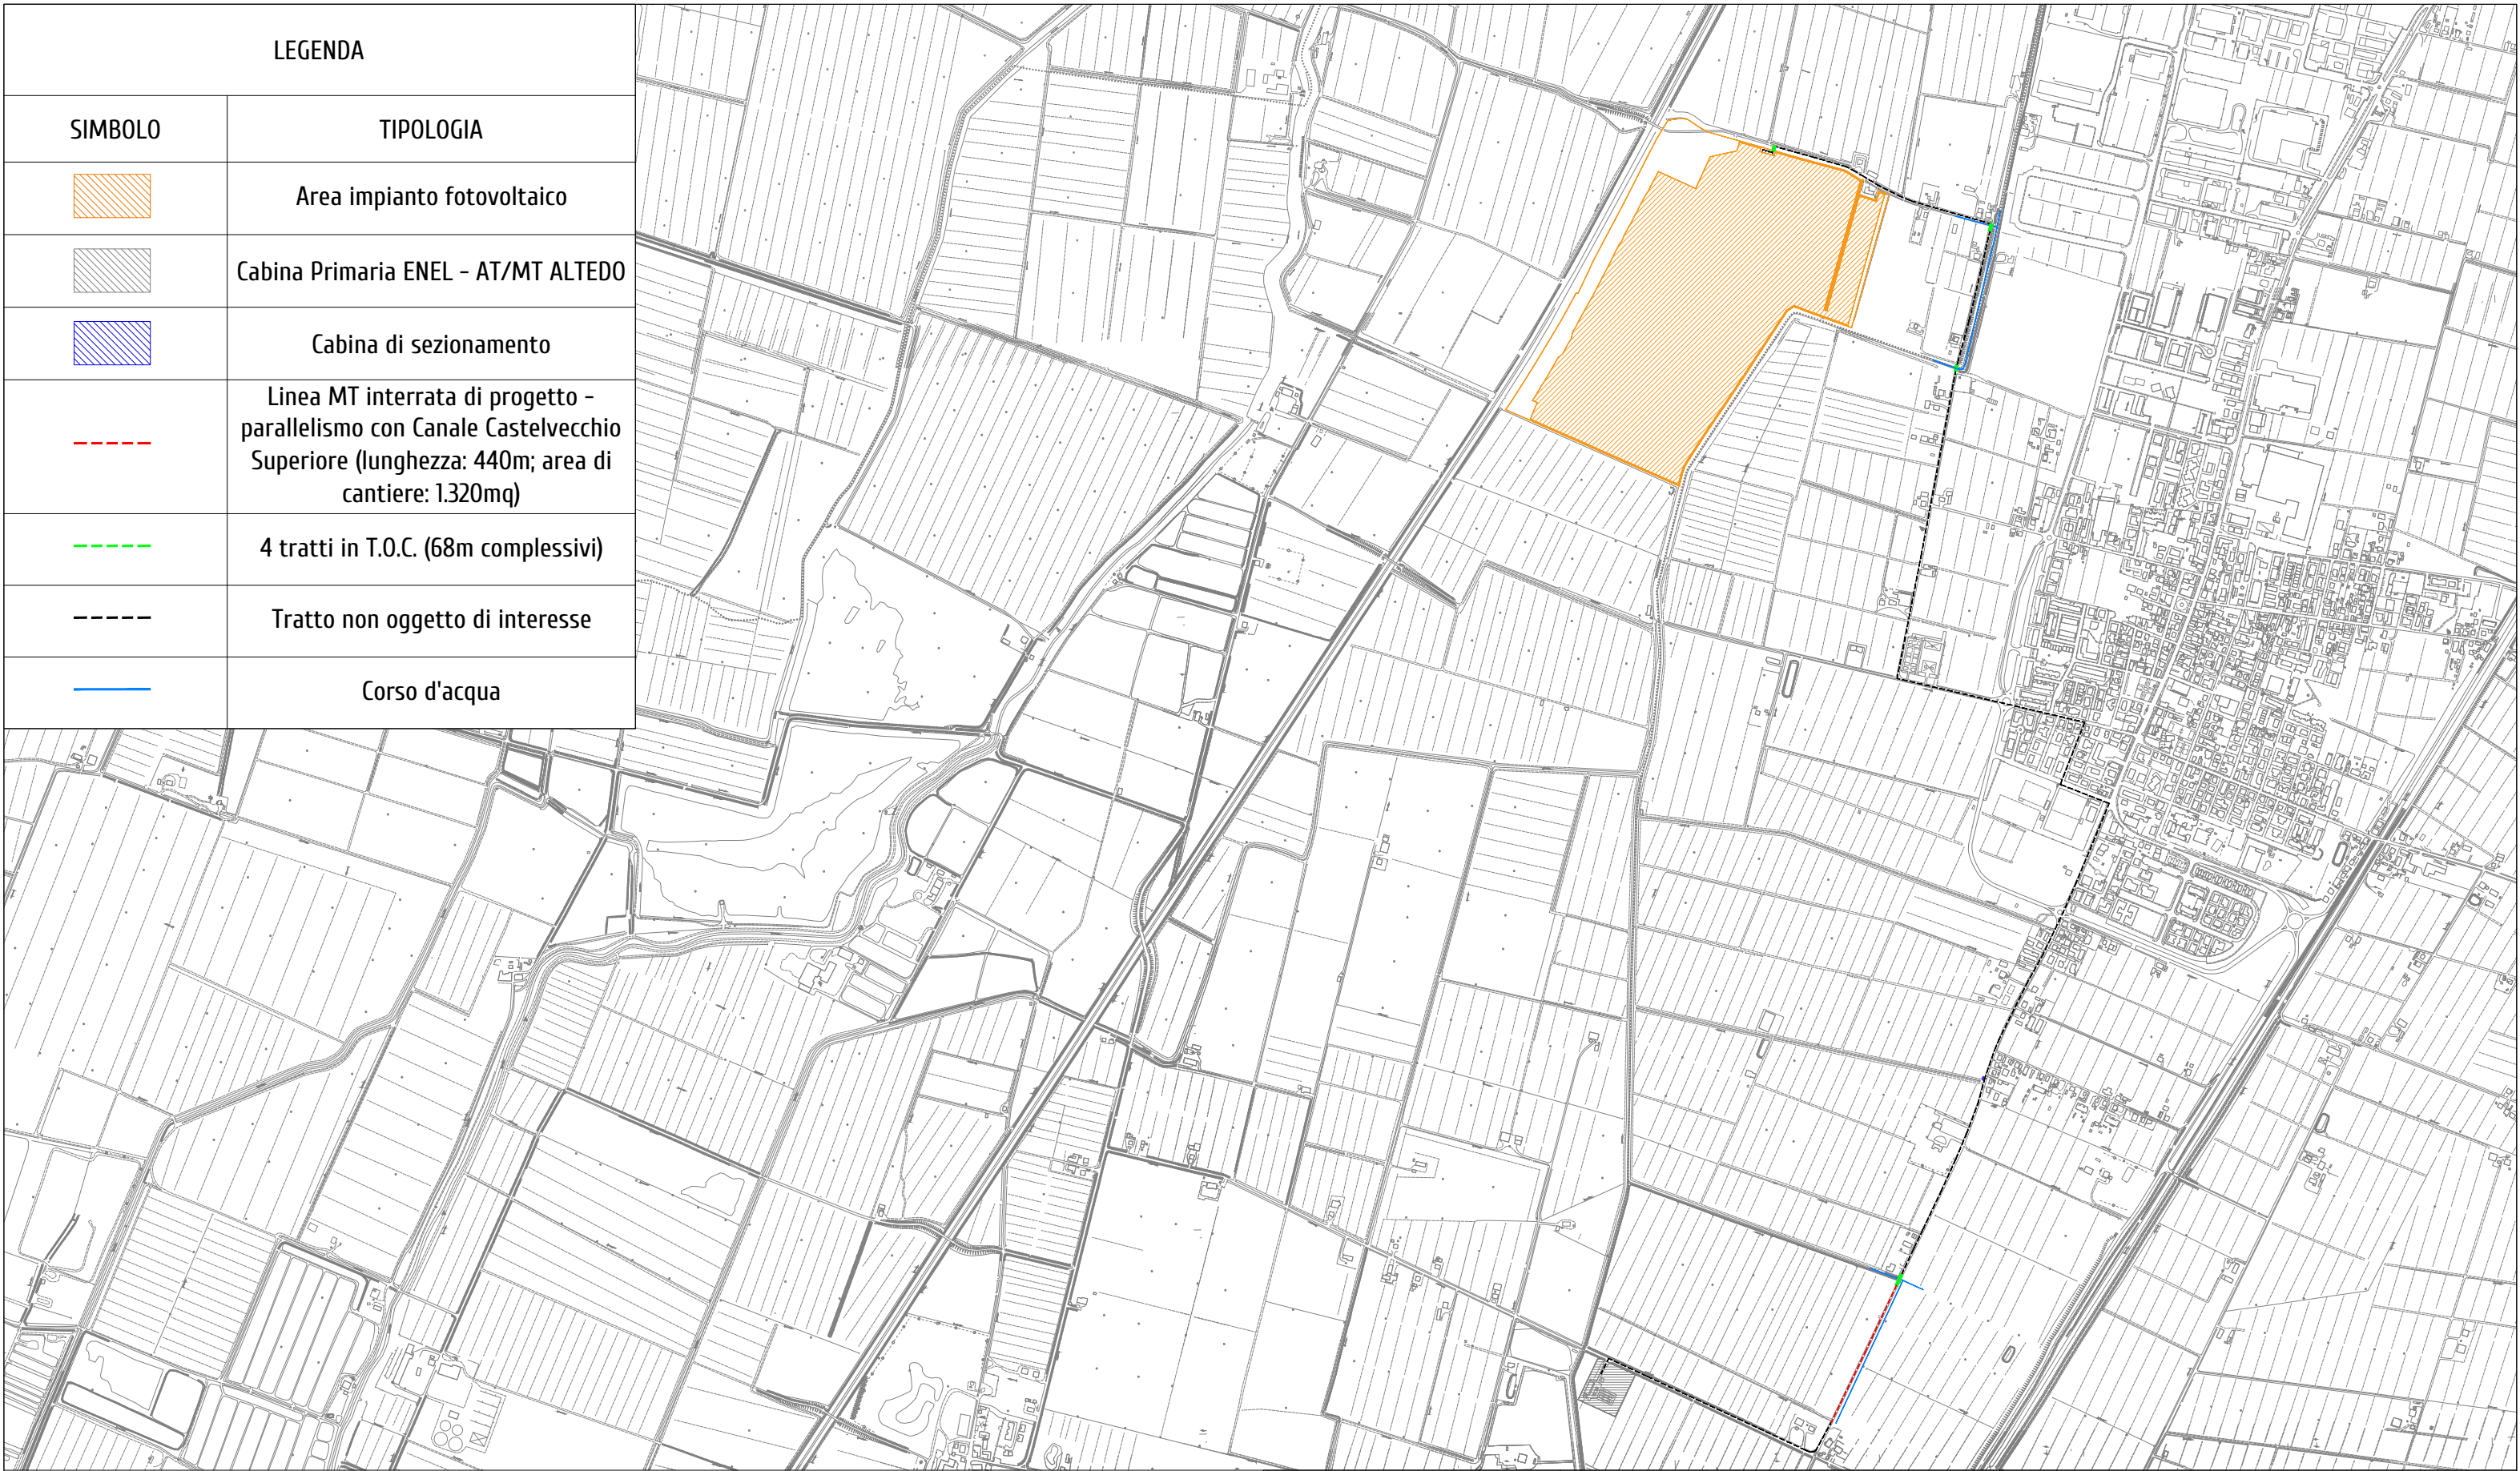 LEGENDA
SIMBOLO
TIPOLOGIA
Area impianto fotovoltaico
Cabina Primaria ENEL - AT/MT ALTEDO
Cabina di sezionamento
Linea MT interrata di progetto -
parallelismo con Canale Castelvecchio
Superiore (lunghezza: 440m; area di
cantiere: 1.320mq)
4 tratti in T.O.C. (68m complessivi)
Tratto non oggetto di interesse
Corso d'acqua